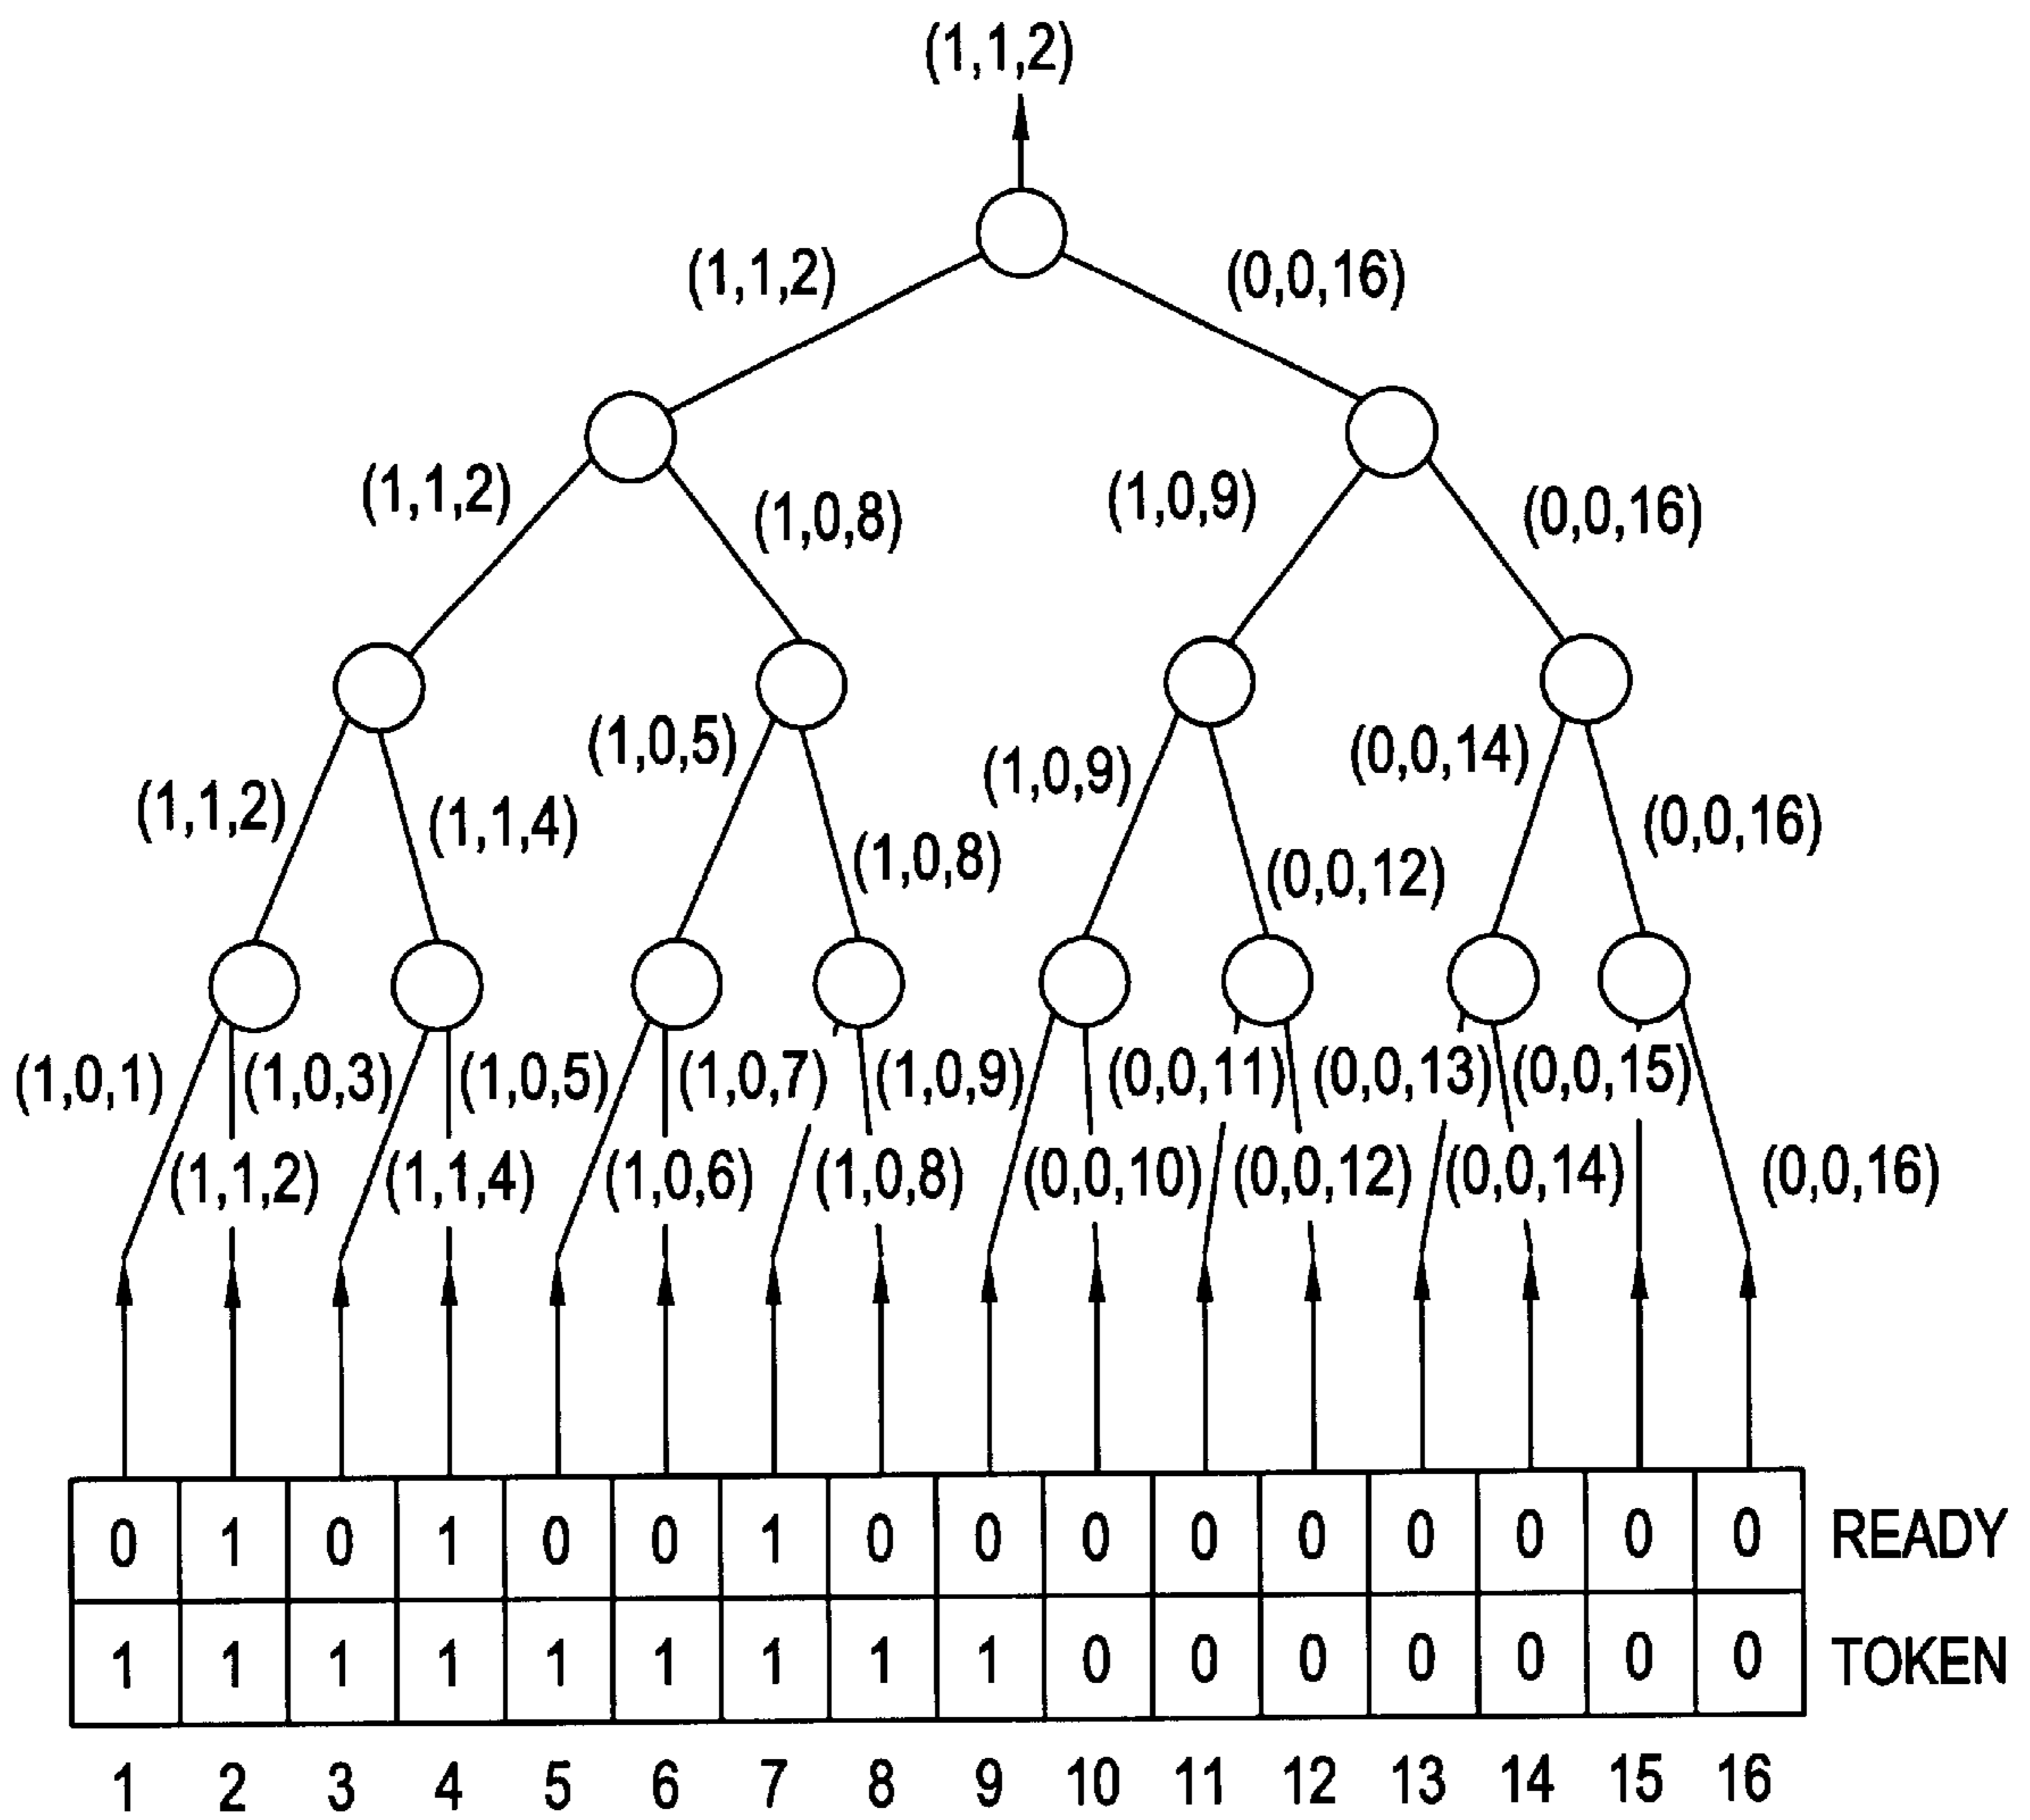 (1,1,2)
(1,1,2) (0,0,16)
(1,1,2) (1,0,8) (1,0,9) (0,0,16)
(1,0,5) (1,0,9) (0,0,14)
(1,1,2) (1,1,4) (1,0,8) (0,0,12) (0,0,16)
(1,0,1) (1,0,3) (1,0,5) (1,0,7) (1,0,9) (0,0,11) (0,0,13) (0,0,15)
(1,1,2) (1,1,4) (1,0,6) (1,0,8) (0,0,10) (0,0,12) (0,0,14) (0,0,16)
0 1 0 1 0 0 1 0 0 0 0 0 0 0 0 0 READY
1 1 1 1 1 1 1 1 1 0 0 0 0 0 0 0 TOKEN
1 2 3 4 5 6 7 8 9 10 11 12 13 14 15 16